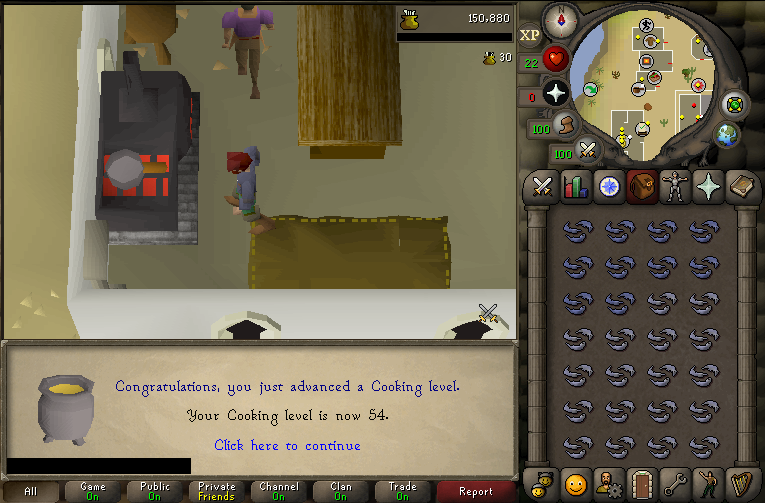 150,880
30
XP
N
22
0
100
100
Congratulations, you just advanced a Cooking level.
Your Cooking level is now 54.
Click here to continue
All
Game
On
Public
On
Private
Friends
Channel
On
Clan
On
Trade
On
Report